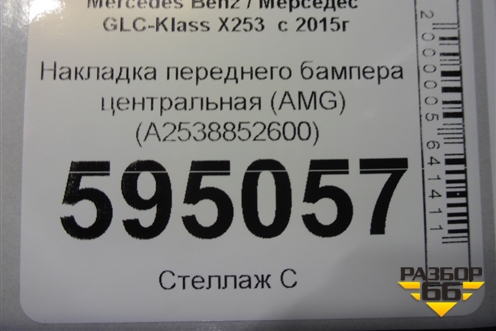 Mercedes Benz / Мерседес
GLC-Klass X253 с 2015г
Накладка переднего бампера
центральная (AMG)
(A2538852600)
595057
Стеллаж С
2000005641411
РАЗБОР
66